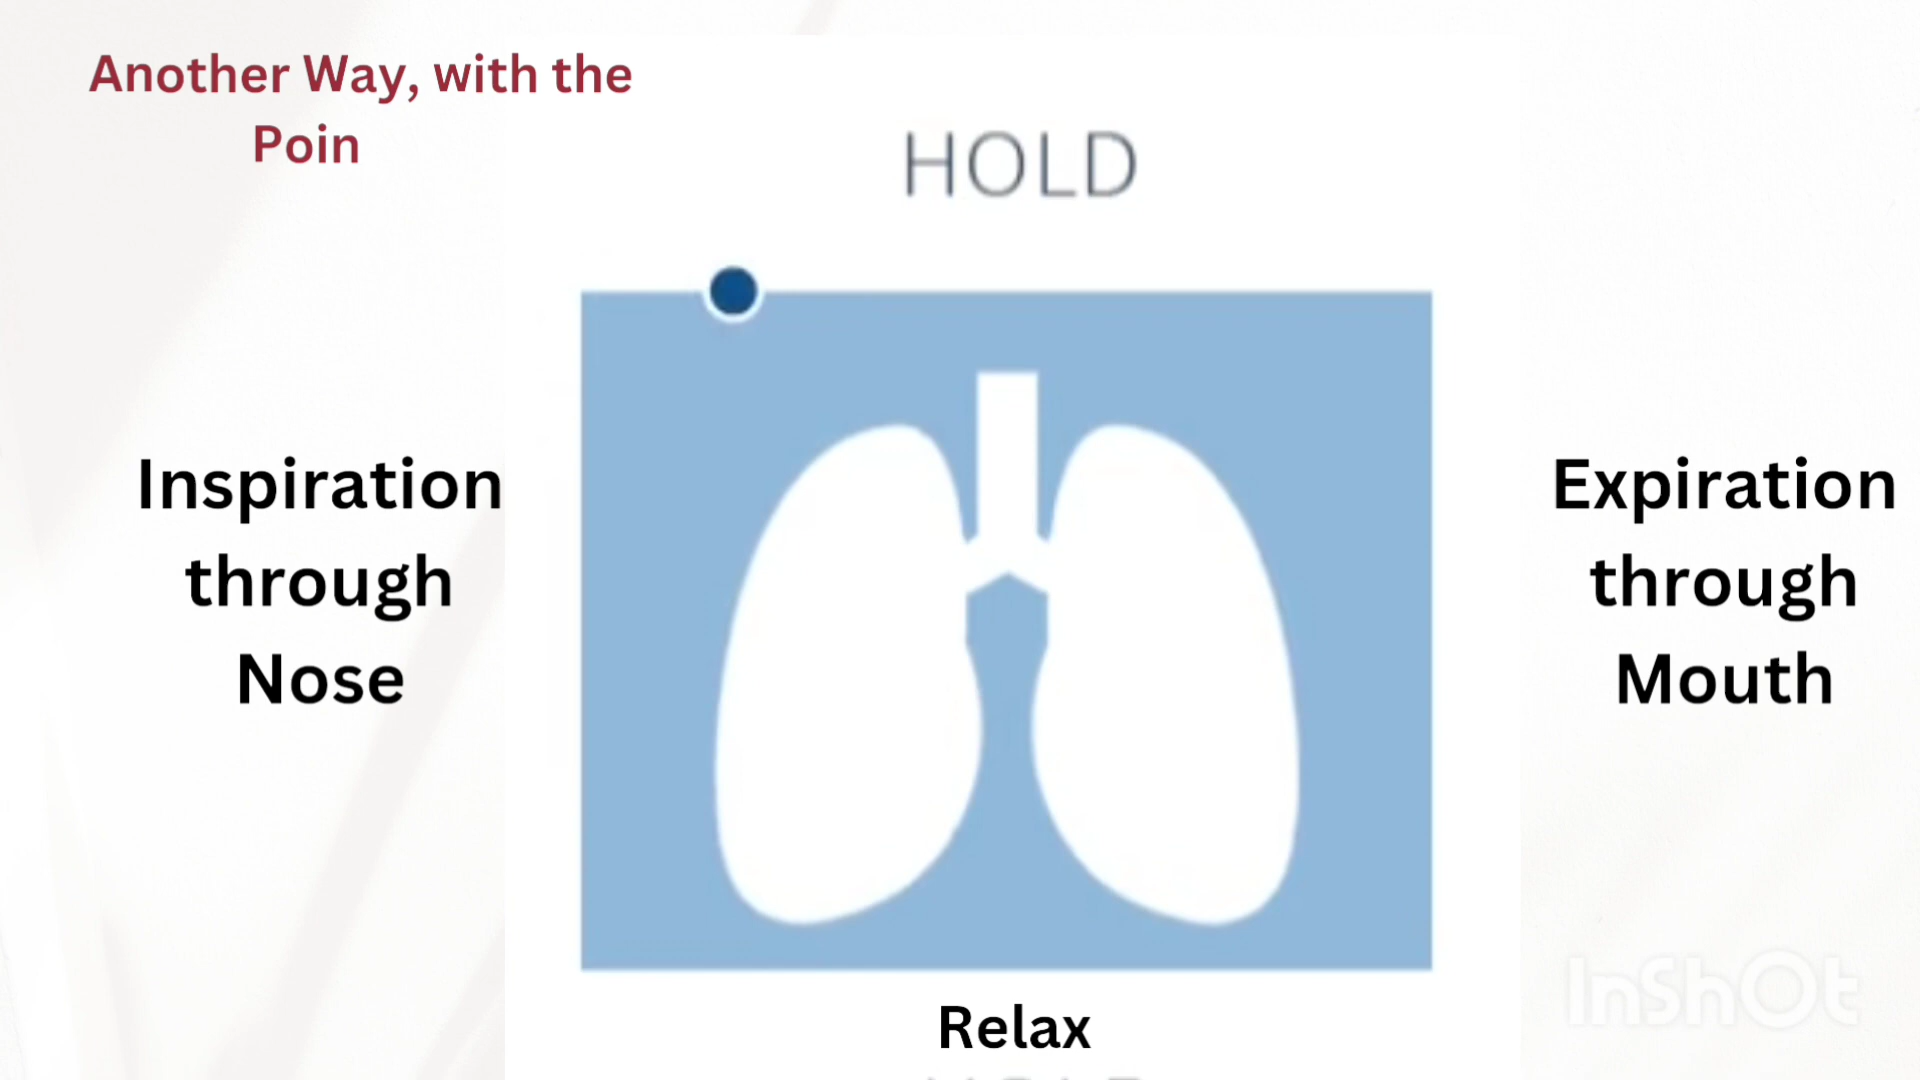 Another Way, with the
Poin
HOLD
Inspiration
through
Nose
Expiration
through
Mouth
Relax
InShOt